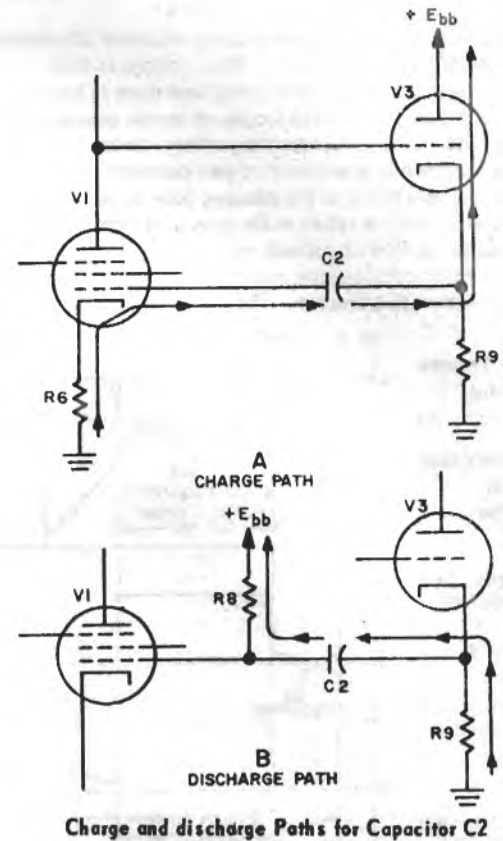 + Ebb
V3
V1
C2
R9
R6
A
CHARGE PATH
+Ebb
V3
V1
R8
C2
R9
B
DISCHARGE PATH
Charge and discharge Paths for Capacitor C2